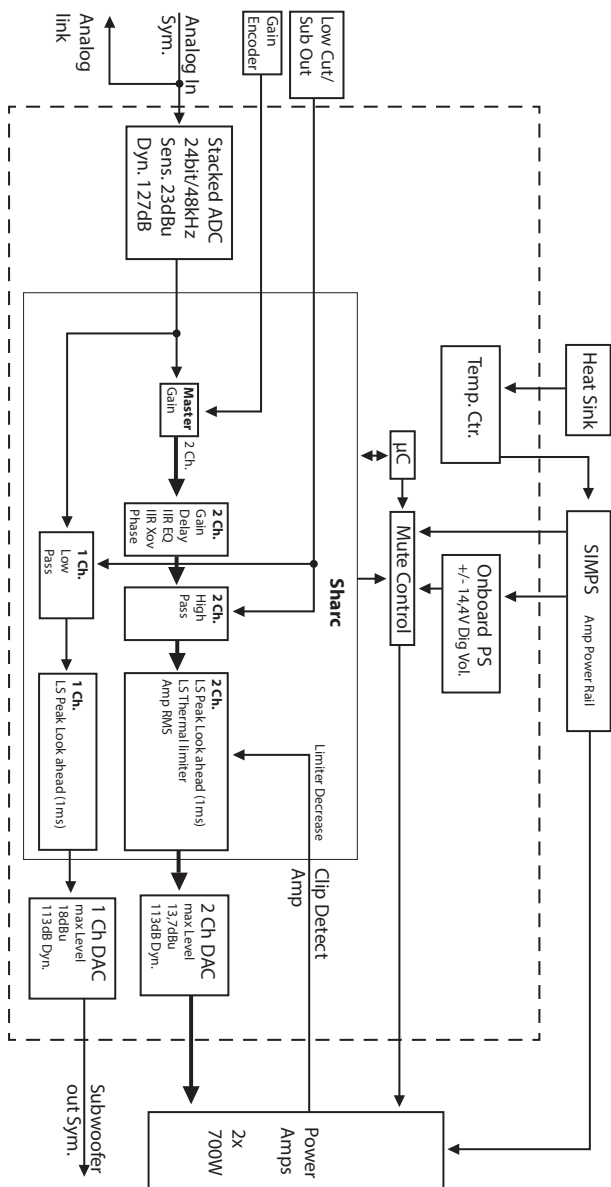 Heat Sink
Temp. Ctr.
SIMPS
Amp Power Rail
Onboard PS
+/- 14,4V Dig Vol.
µC
Mute Control
Low Cut/
Sub Out
Gain
Encoder
Analog In
Sym.
Analog
link
Stacked ADC
24bit/48kHz
Sens. 23dBu
Dyn. 127dB
Sharc
Master
Gain
2 Ch.
2 Ch.
Gain
Delay
IIR EQ
IIR Xov
Phase
2 Ch.
High
Pass
2 Ch.
LS Peak Look ahead (1ms)
LS Thermal limiter
Amp RMS
Limiter Decrease
Clip Detect
Amp
1 Ch.
Low
Pass
1 Ch.
LS Peak Look ahead (1ms)
2 Ch DAC
max Level
13,7dBu
113dB Dyn.
1 Ch DAC
max Level
18dBu
113dB Dyn.
Power
Amps
2x
700W
Subwoofer
out Sym.